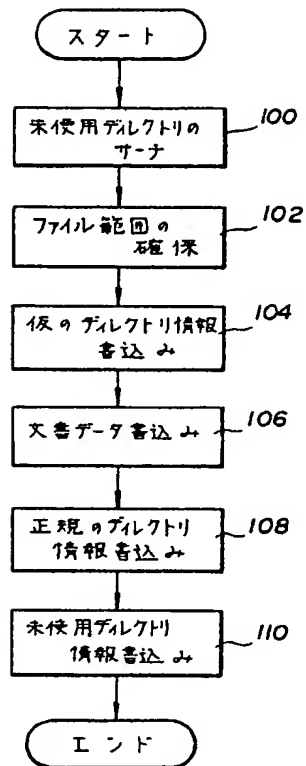 スタート
未使用ディレクトリの
サーチ
100
ファイル範囲の
確保
102
仮のディレクトリ情報
書込み
104
文書データ書込み
106
正規のディレクトリ
情報書込み
108
未使用ディレクトリ
情報書込み
110
エンド